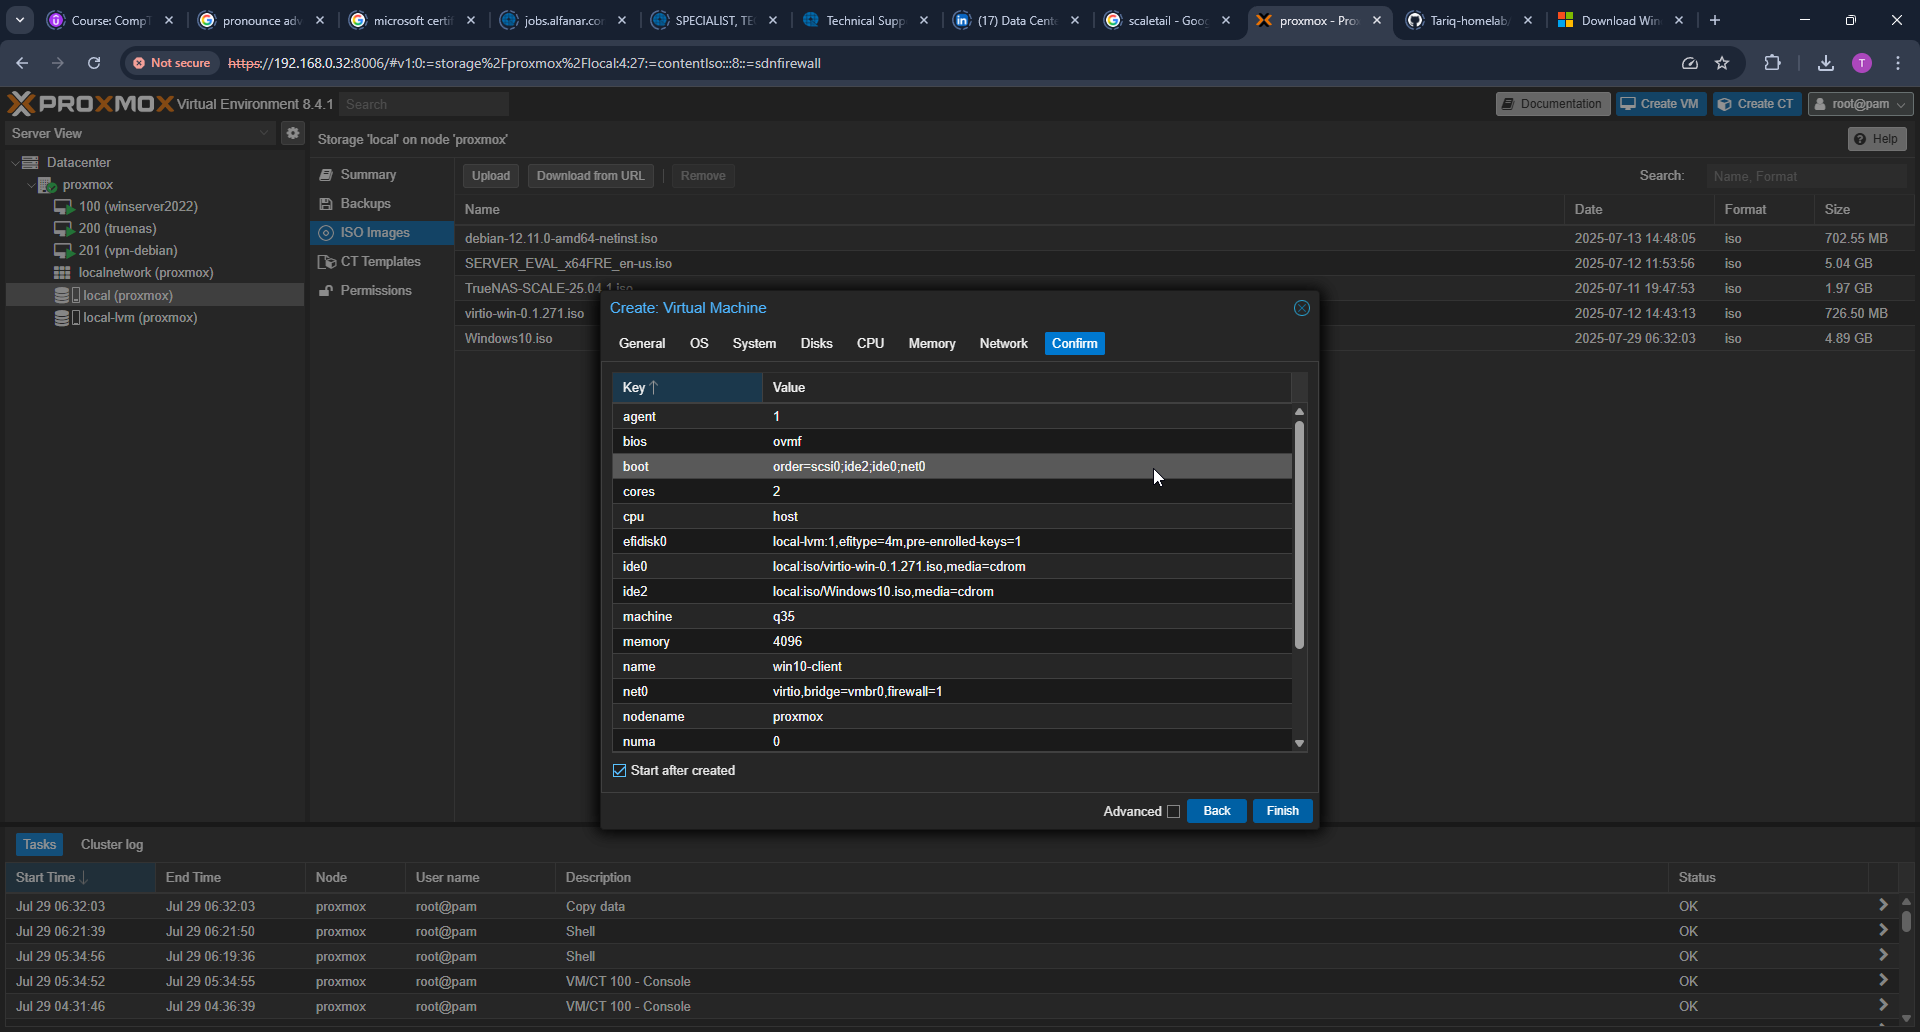 Course: Comp
pronounce adv
microsoft certif
jobs.alfanar.co
SPECIALIST, TE
Technical Supp
(17) Data Cent
scaletail - Goog
proxmox - Pro
Tariq-homelab
Download Win
Not secure
https://192.168.0.32:8006/#v1:0:=storage%2Fproxmox%2Flocal:4:27:=contentIso:::8::=sdnfirewall
T
PROXMOX Virtual Environment 8.4.1
Search
Documentation
Create VM
Create CT
root@pam
Server View
Storage 'local' on node 'proxmox'
Help
Datacenter
proxmox
100 (winserver2022)
200 (truenas)
201 (vpn-debian)
localnetwork (proxmox)
local (proxmox)
local-lvm (proxmox)
Summary
Backups
ISO Images
CT Templates
Permissions
Upload
Download from URL
Remove
Search:
Name, Format
Name Date Format Size
debian-12.11.0-amd64-netinst.iso 2025-07-13 14:48:05 iso 702.55 MB
SERVER_EVAL_x64FRE_en-us.iso 2025-07-12 11:53:56 iso 5.04 GB
TrueNAS-SCALE-25.04.1.iso 2025-07-11 19:47:53 iso 1.97 GB
virtio-win-0.1.271.iso 2025-07-12 14:43:13 iso 726.50 MB
Windows10.iso 2025-07-29 06:32:03 iso 4.89 GB
Create: Virtual Machine
General OS System Disks CPU Memory Network Confirm
Key Value
agent 1
bios ovmf
boot order=scsi0;ide2;ide0;net0
cores 2
cpu host
efidisk0 local-lvm:1,efitype=4m,pre-enrolled-keys=1
ide0 local:iso/virtio-win-0.1.271.iso,media=cdrom
ide2 local:iso/Windows10.iso,media=cdrom
machine q35
memory 4096
name win10-client
net0 virtio,bridge=vmbr0,firewall=1
nodename proxmox
numa 0
Start after created
Advanced
Back
Finish
Tasks Cluster log
Start Time End Time Node User name Description Status
Jul 29 06:32:03 Jul 29 06:32:03 proxmox root@pam Copy data OK
Jul 29 06:21:39 Jul 29 06:21:50 proxmox root@pam Shell OK
Jul 29 05:34:56 Jul 29 06:19:36 proxmox root@pam Shell OK
Jul 29 05:34:52 Jul 29 05:34:55 proxmox root@pam VM/CT 100 - Console OK
Jul 29 04:31:46 Jul 29 04:36:39 proxmox root@pam VM/CT 100 - Console OK